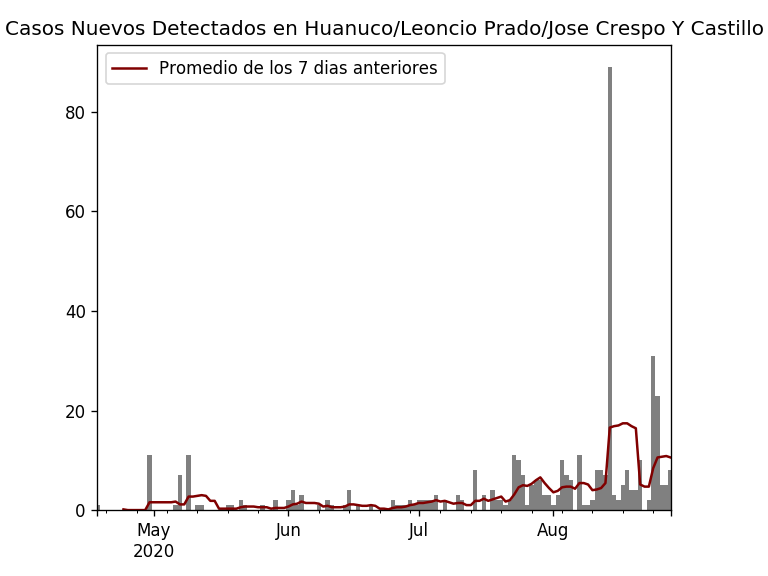 Casos Nuevos Detectados en Huanuco/Leoncio Prado/Jose Crespo Y Castillo
Promedio de los 7 dias anteriores
80
60
40
20
0
May Jun Jul Aug
2020